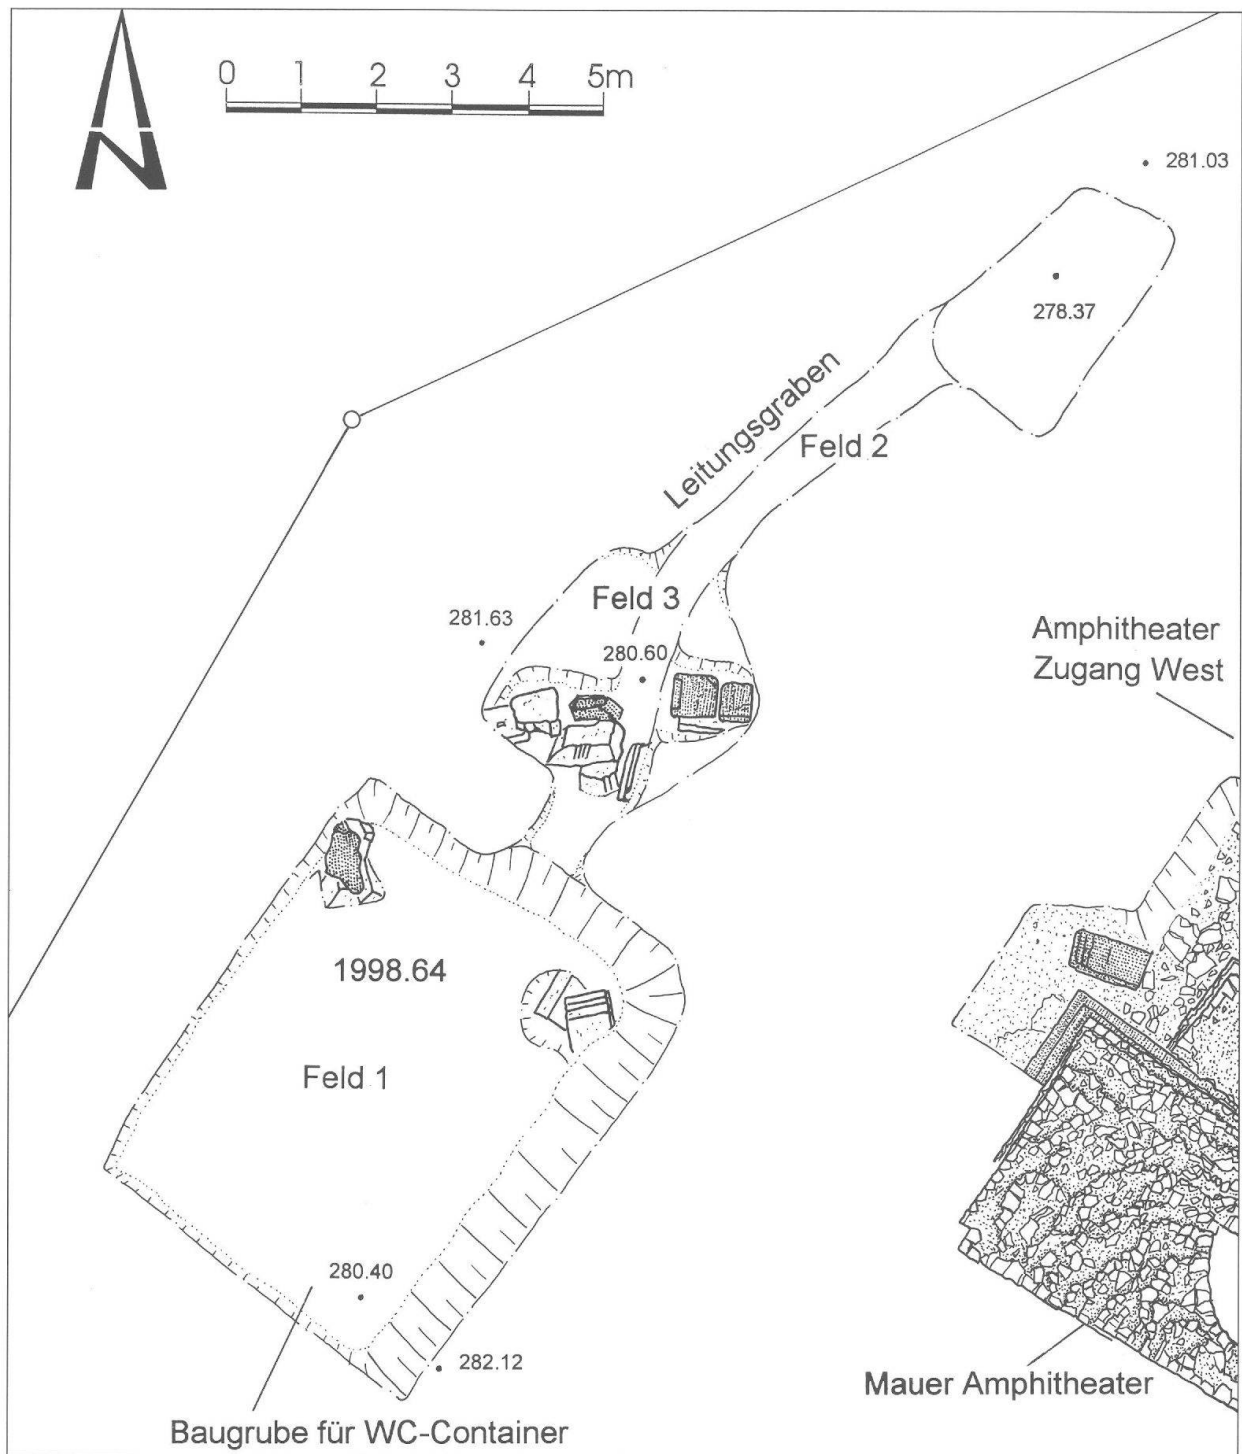 N
0 1 2 3 4 5m
281.03
278.37
Leitungsgraben
Feld 2
Feld 3
281.63
280.60
Amphitheater
Zugang West
1998.64
Feld 1
280.40
282.12
Mauer Amphitheater
Baugrube für WC-Container